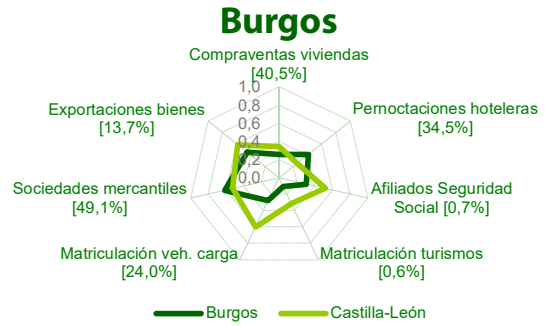 Burgos
Compraventas viviendas
[40,5%]
1,0
0,8
0,6
0,4
0,2
0,0
Pernoctaciones hoteleras
[34,5%]
Afiliados Seguridad
Social [0,7%]
Matriculación turismos
[0,6%]
Matriculación veh. carga
[24,0%]
Sociedades mercantiles
[49,1%]
Exportaciones bienes
[13,7%]
Burgos
Castilla-León